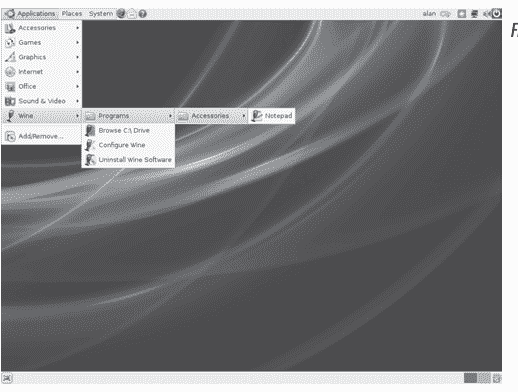 Applications Places System
alan
Accessories
Games
Graphics
Internet
Office
Sound & Video
Wine
Add/Remove...
Programs
Browse C:\ Drive
Configure Wine
Uninstall Wine Software
Accessories
Notepad